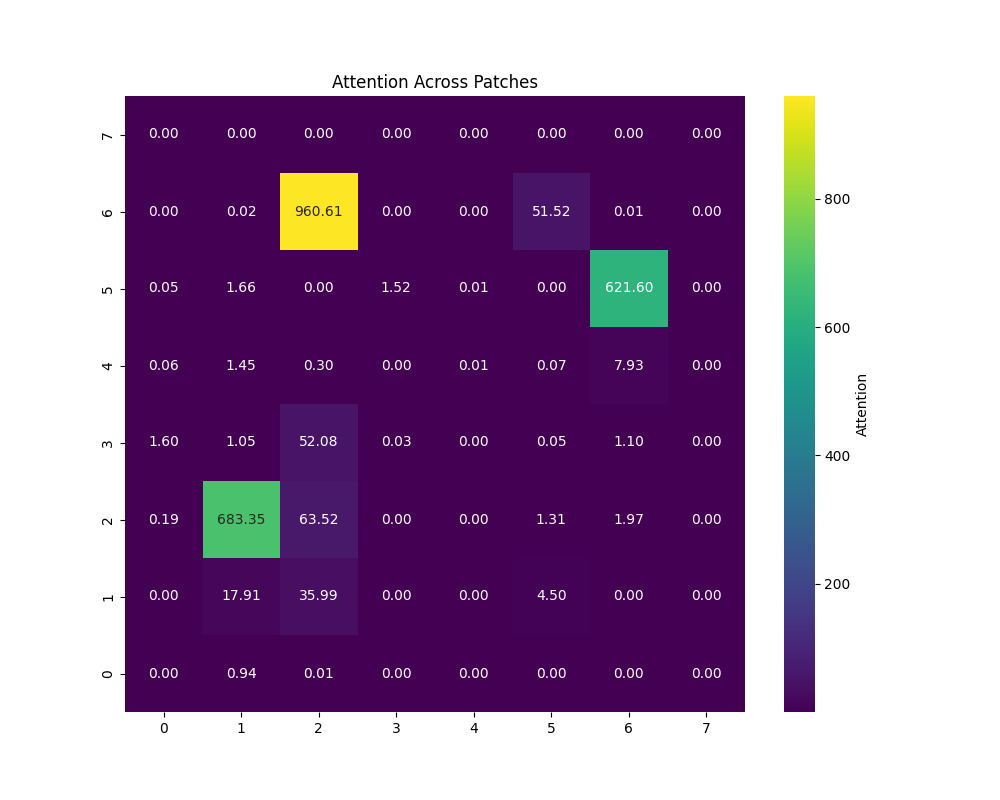 Attention Across Patches
7 0.00 0.00 0.00 0.00 0.00 0.00 0.00 0.00
6 0.00 0.02 960.61 0.00 0.00 51.52 0.01 0.00
5 0.05 1.66 0.00 1.52 0.01 0.00 621.60 0.00
4 0.06 1.45 0.30 0.00 0.01 0.07 7.93 0.00
3 1.60 1.05 52.08 0.03 0.00 0.05 1.10 0.00
2 0.19 683.35 63.52 0.00 0.00 1.31 1.97 0.00
1 0.00 17.91 35.99 0.00 0.00 4.50 0.00 0.00
0 0.00 0.94 0.01 0.00 0.00 0.00 0.00 0.00
0 1 2 3 4 5 6 7
800
600
400
200
Attention